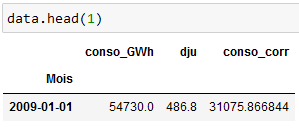 data.head(1)
conso_GWh dju conso_corr
Mois
2009-01-01 54730.0 486.8 31075.866844